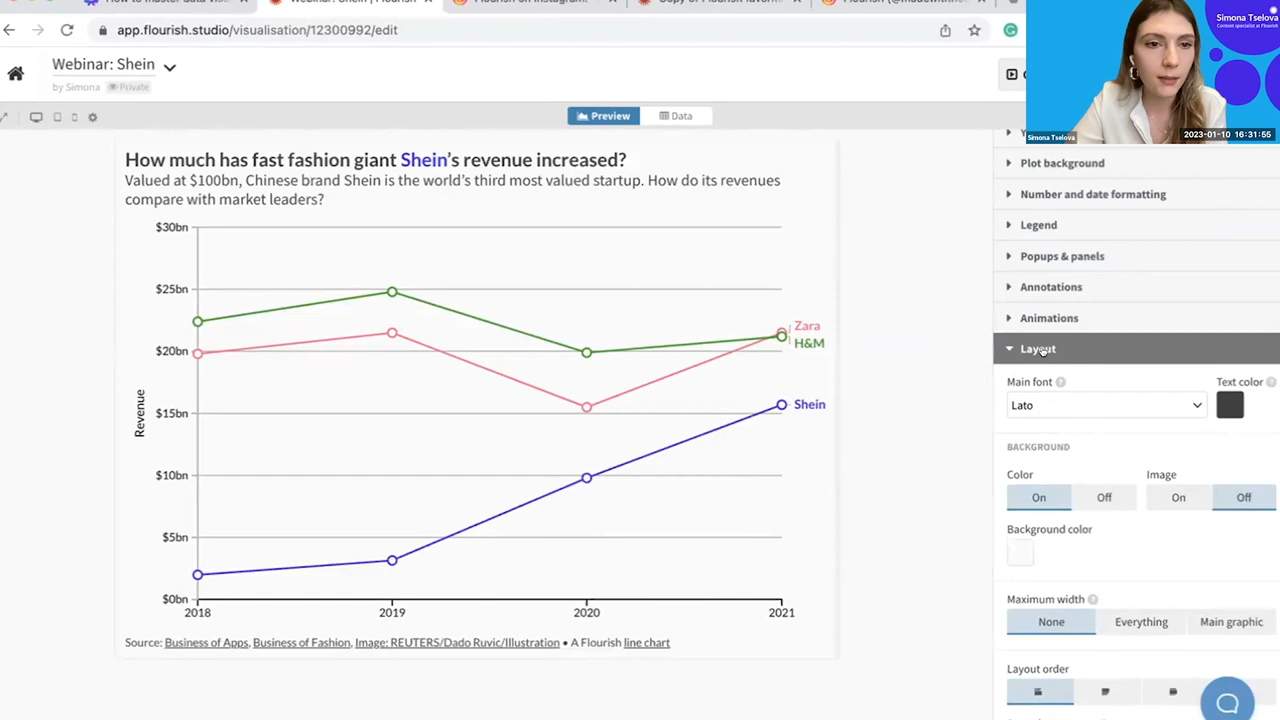 app.flourish.studio/visualisation/12300992/edit
Simona Tselova
Content specialist at Flourish
Webinar: Shein
by Simona
Private
Preview
Data
Simona Tselova
2023-01-10 16:31:55
How much has fast fashion giant Shein's revenue increased?
Valued at $100bn, Chinese brand Shein is the world's third most valued startup. How do its revenues
compare with market leaders?
$30bn
$25bn
$20bn
$15bn
$10bn
$5bn
$0bn
Revenue
Zara
H&M
Shein
2018
2019
2020
2021
Source: Business of Apps, Business of Fashion, Image: REUTERS/Dado Ruvic/Illustration • A Flourish line chart
Plot background
Number and date formatting
Legend
Popups & panels
Annotations
Animations
Layout
Main font
Text color
Lato
BACKGROUND
Color
Image
On
Off
On
Off
Background color
Maximum width
None
Everything
Main graphic
Layout order